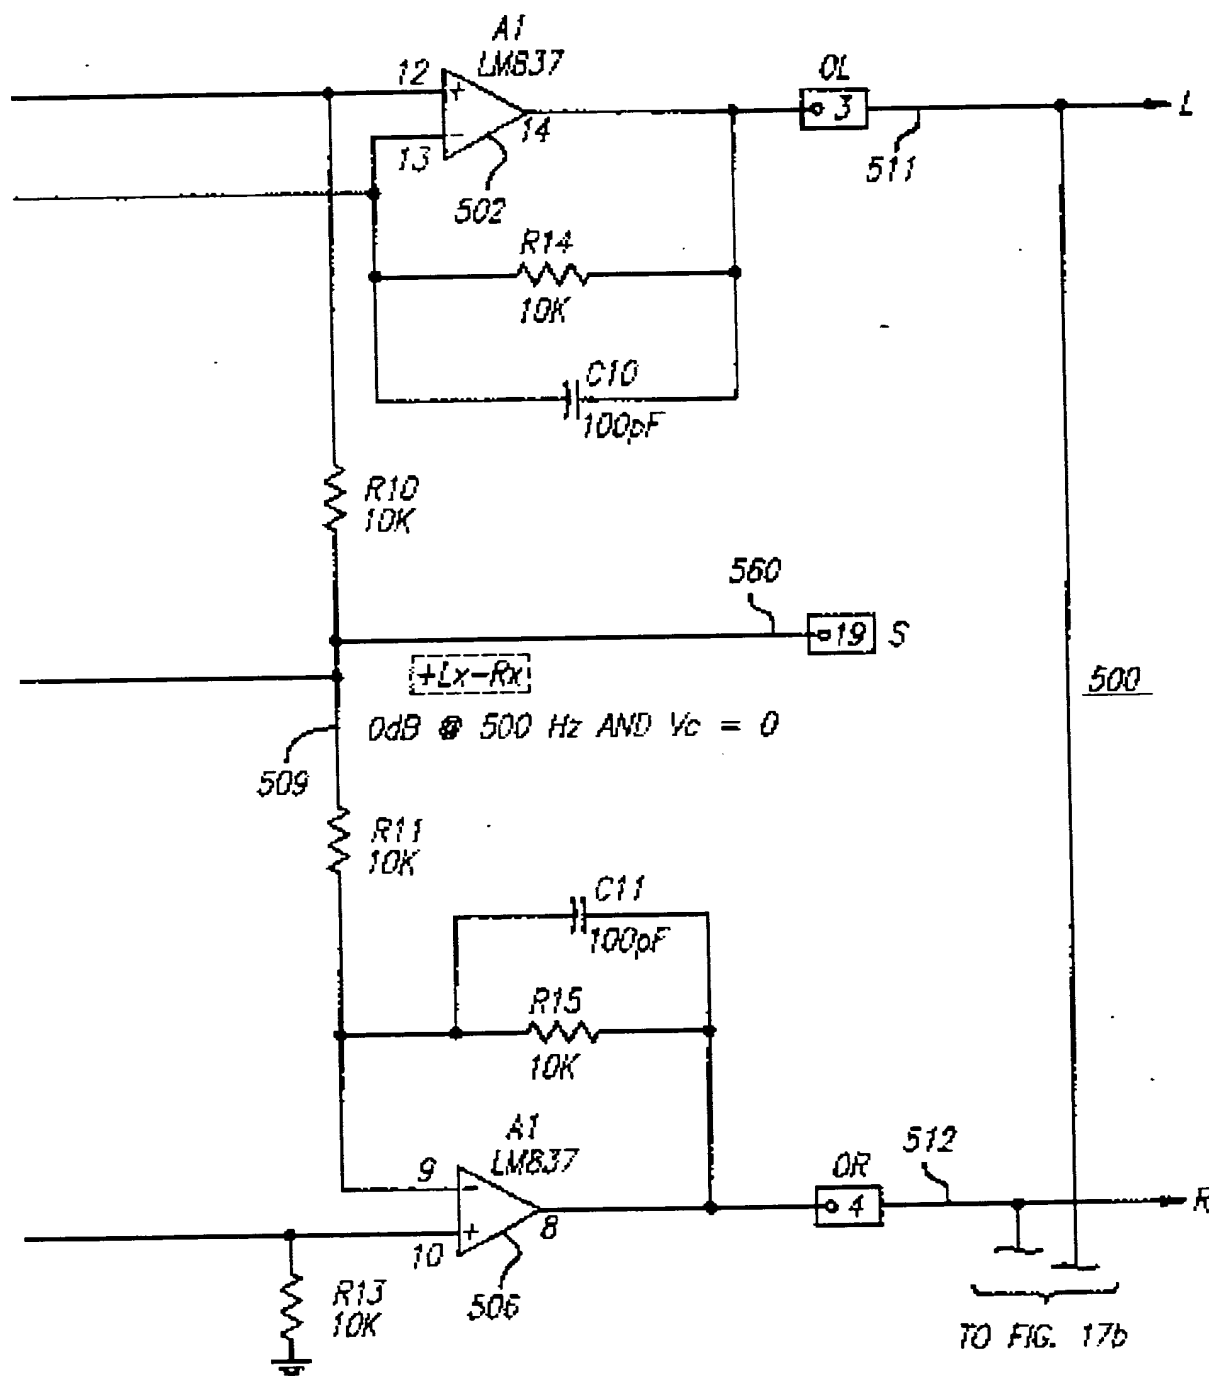 A1
LM837
12
+
-
13
14
502
OL
3
511
L
R14
10K
C10
100pF
R10
10K
560
19 S
+Lx-Rx
500
0dB @ 500 Hz AND Vc = 0
509
R11
10K
C11
100pF
R15
10K
A1
LM837
9
-
+
10
8
506
OR
4
512
R
R13
10K
TO FIG. 17b